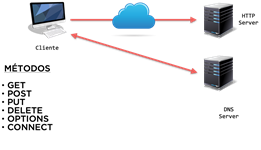 HTTP
Server
Cliente
MÉTODOS
• GET
• POST
• PUT
• DELETE
• OPTIONS
• CONNECT
DNS
Server